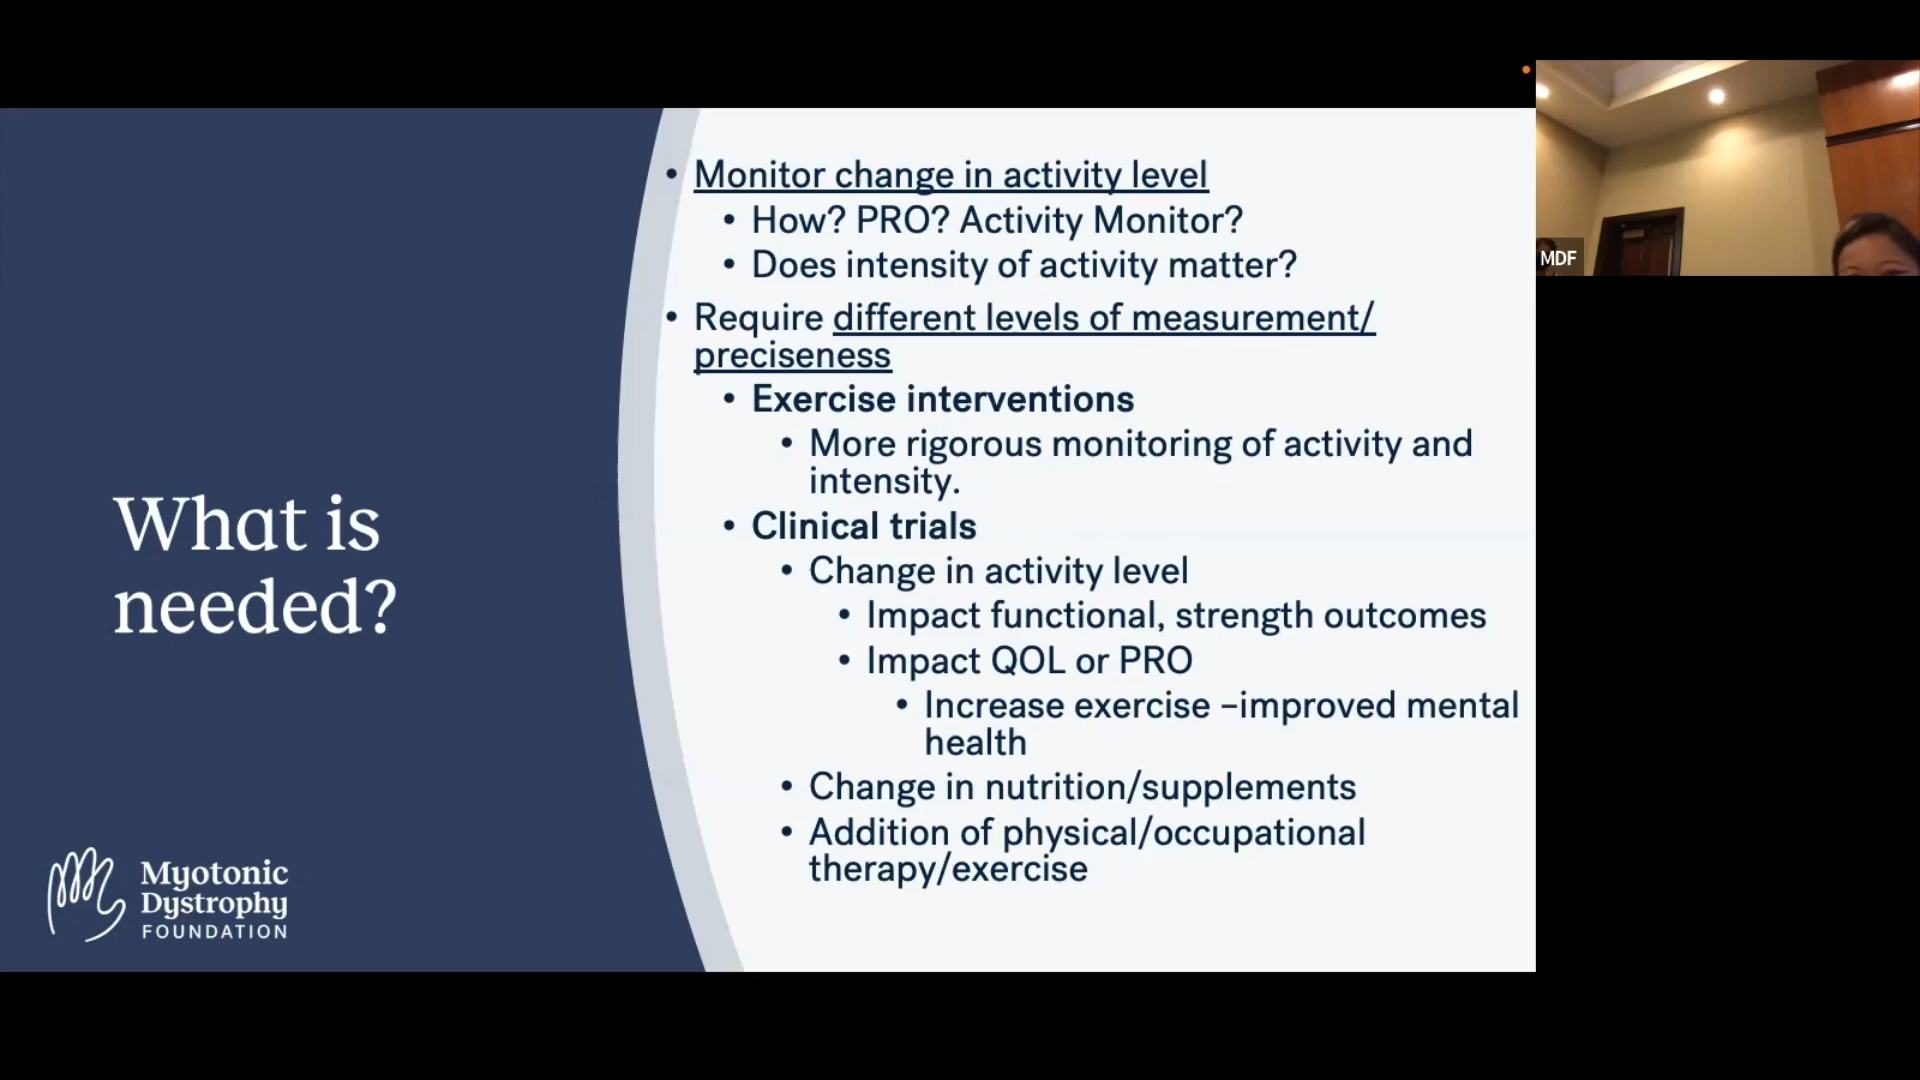 What is
needed?
Myotonic
Dystrophy
FOUNDATION
• Monitor change in activity level
• How? PRO? Activity Monitor?
• Does intensity of activity matter?
• Require different levels of measurement/
preciseness
• Exercise interventions
• More rigorous monitoring of activity and
intensity.
• Clinical trials
• Change in activity level
• Impact functional, strength outcomes
• Impact QOL or PRO
• Increase exercise –improved mental
health
• Change in nutrition/supplements
• Addition of physical/occupational
therapy/exercise
MDF